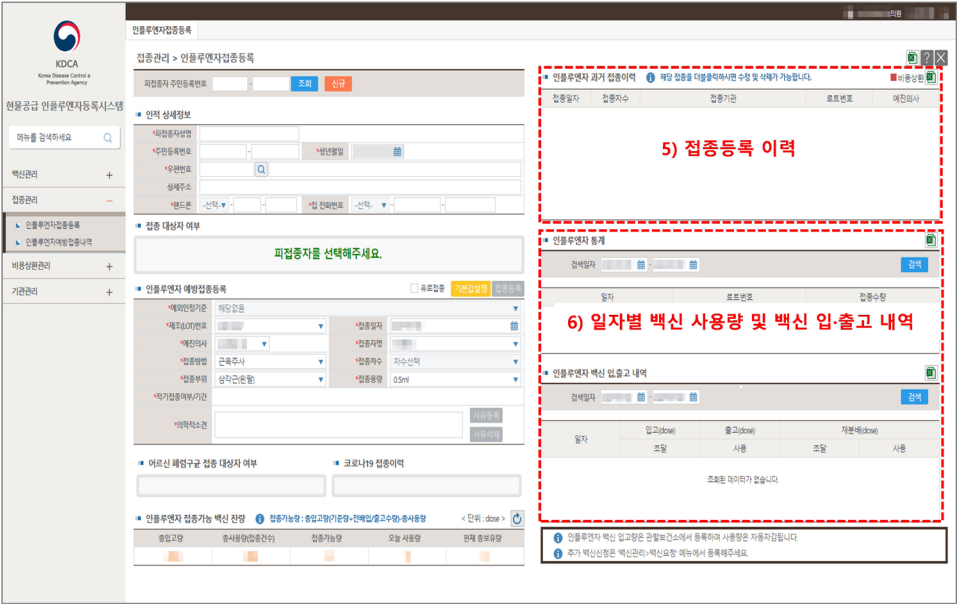 의원
인플루엔자접종등록
KDCA
Korea Disease Control a
Prevention Agency
현물공급 인플루엔자등록시스템
메뉴를 검색하세요
백신관리 +
접종관리 −
인플루엔자접종등록
인플루엔자예방접종내역
비용상환관리 +
기관관리 +
접종관리 > 인플루엔자접종등록
피접종자 주민등록번호 - 조회 신규
인적 상세정보
*피접종자성명
*주민등록번호 - *생년월일
*우편번호
상세주소
*핸드폰 -선택- - *집 전화번호 -선택- -
접종 대상자 여부
피접종자를 선택해주세요.
인플루엔자 예방접종등록 유료접종 기본값설정 접종등록
*예외인정기준 해당없음
*제조(LOT)번호 *접종일자
*예진의사 *접종자명
*접종방법 근육주사 *접종차수 차수선택
*접종부위 삼각근(왼팔) *접종용량 0.5ml
*적기접종여부/기간
*의학적소견 사유등록
사유삭제
어르신 폐렴구균 접종 대상자 여부 코로나19 접종이력
인플루엔자 접종가능 백신 잔량 접종가능량 : 총입고량(기준량+전배입/출고수량)-총사용량 < 단위 : dose >
총입고량 총사용량(접종건수) 접종가능량 오늘 사용량 현재 총보유량
인플루엔자 과거 접종이력 해당 접종을 더블클릭하시면 수정 및 삭제가 가능합니다. 비용상환
접종일자 접종차수 접종기관 로트번호 예진의사
5) 접종등록 이력
인플루엔자 통계
검색일자 - 검색
일자 로트번호 접종수량
6) 일자별 백신 사용량 및 백신 입·출고 내역
인플루엔자 백신 입,출고 내역
검색일자 - 검색
일자 입고(dose) 출고(dose) 재분배(dose)
조달 사용 조달 사용
조회된 데이터가 없습니다.
인플루엔자 백신 입고량은 관할보건소에서 등록하며 사용량은 자동차감됩니다.
추가 백신신청은 '백신관리>백신요청' 메뉴에서 등록해주세요.